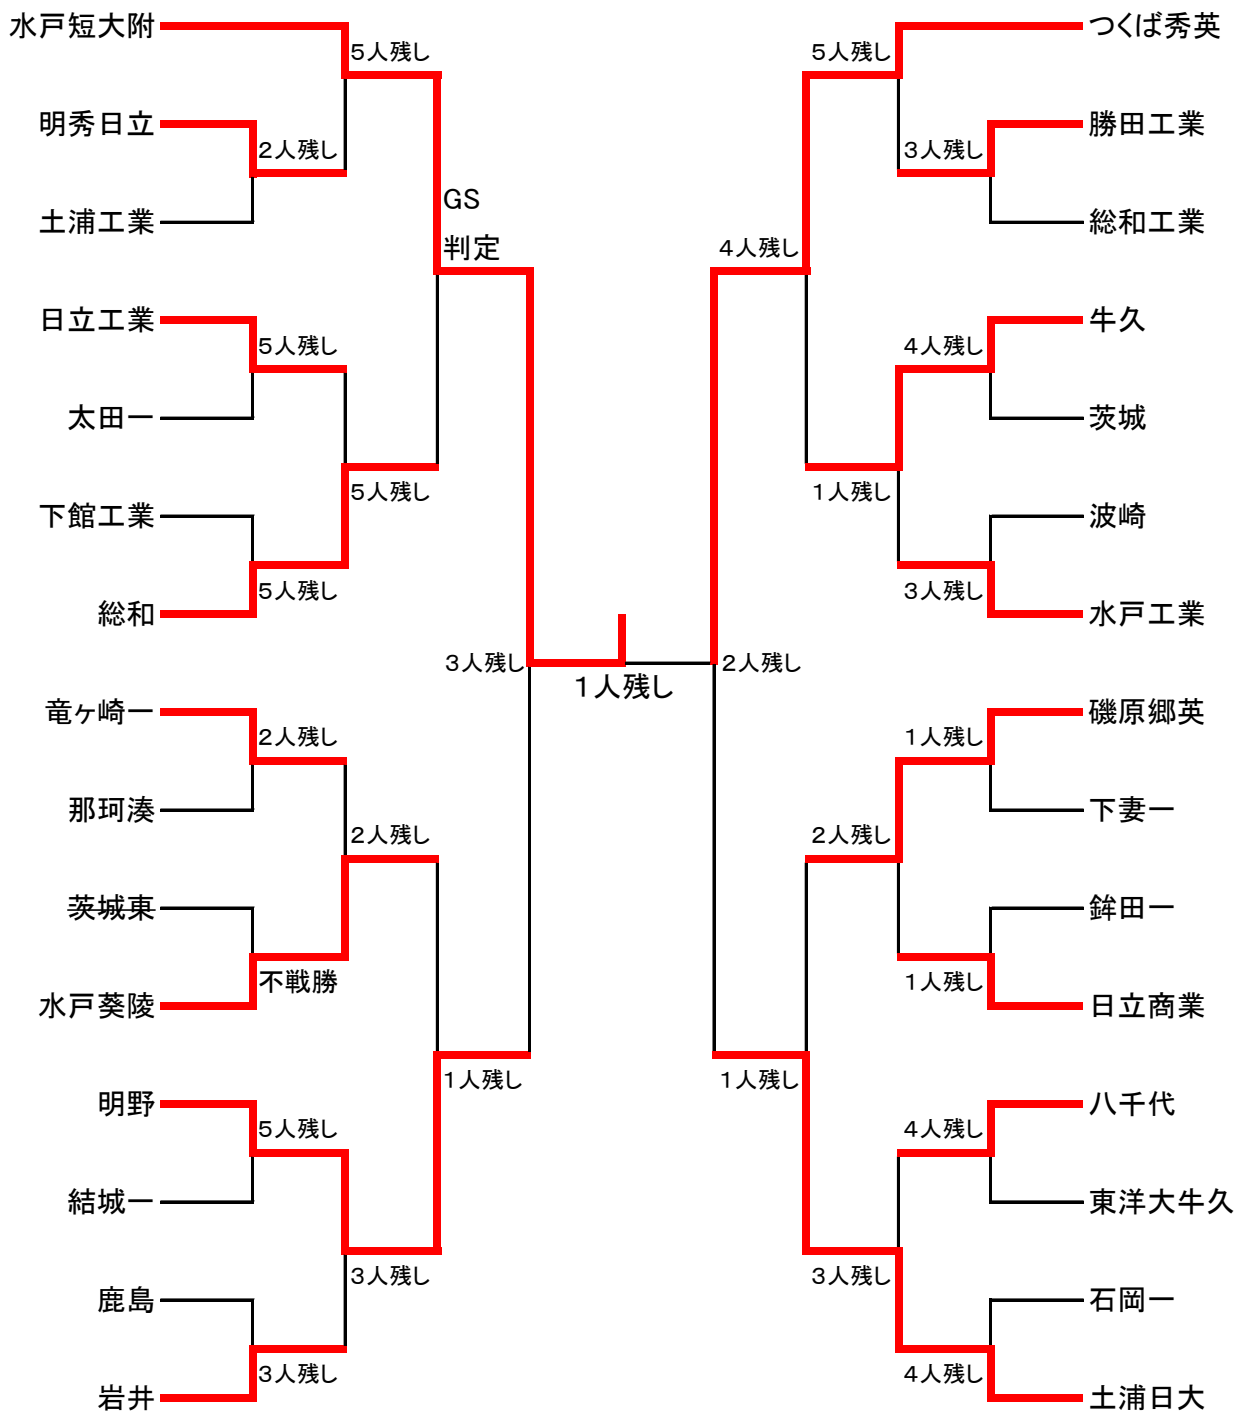 水戸短大附
5人残し
明秀日立
2人残し
土浦工業
GS
判定
日立工業
5人残し
太田一
5人残し
下館工業
5人残し
総和
3人残し
竜ヶ崎一
2人残し
那珂湊
2人残し
茨城東
不戦勝
水戸葵陵
1人残し
明野
5人残し
結城一
3人残し
鹿島
3人残し
岩井
1人残し
つくば秀英
5人残し
勝田工業
3人残し
総和工業
4人残し
牛久
4人残し
茨城
1人残し
波崎
3人残し
水戸工業
2人残し
磯原郷英
1人残し
下妻一
2人残し
鉾田一
1人残し
日立商業
1人残し
八千代
4人残し
東洋大牛久
3人残し
石岡一
4人残し
土浦日大